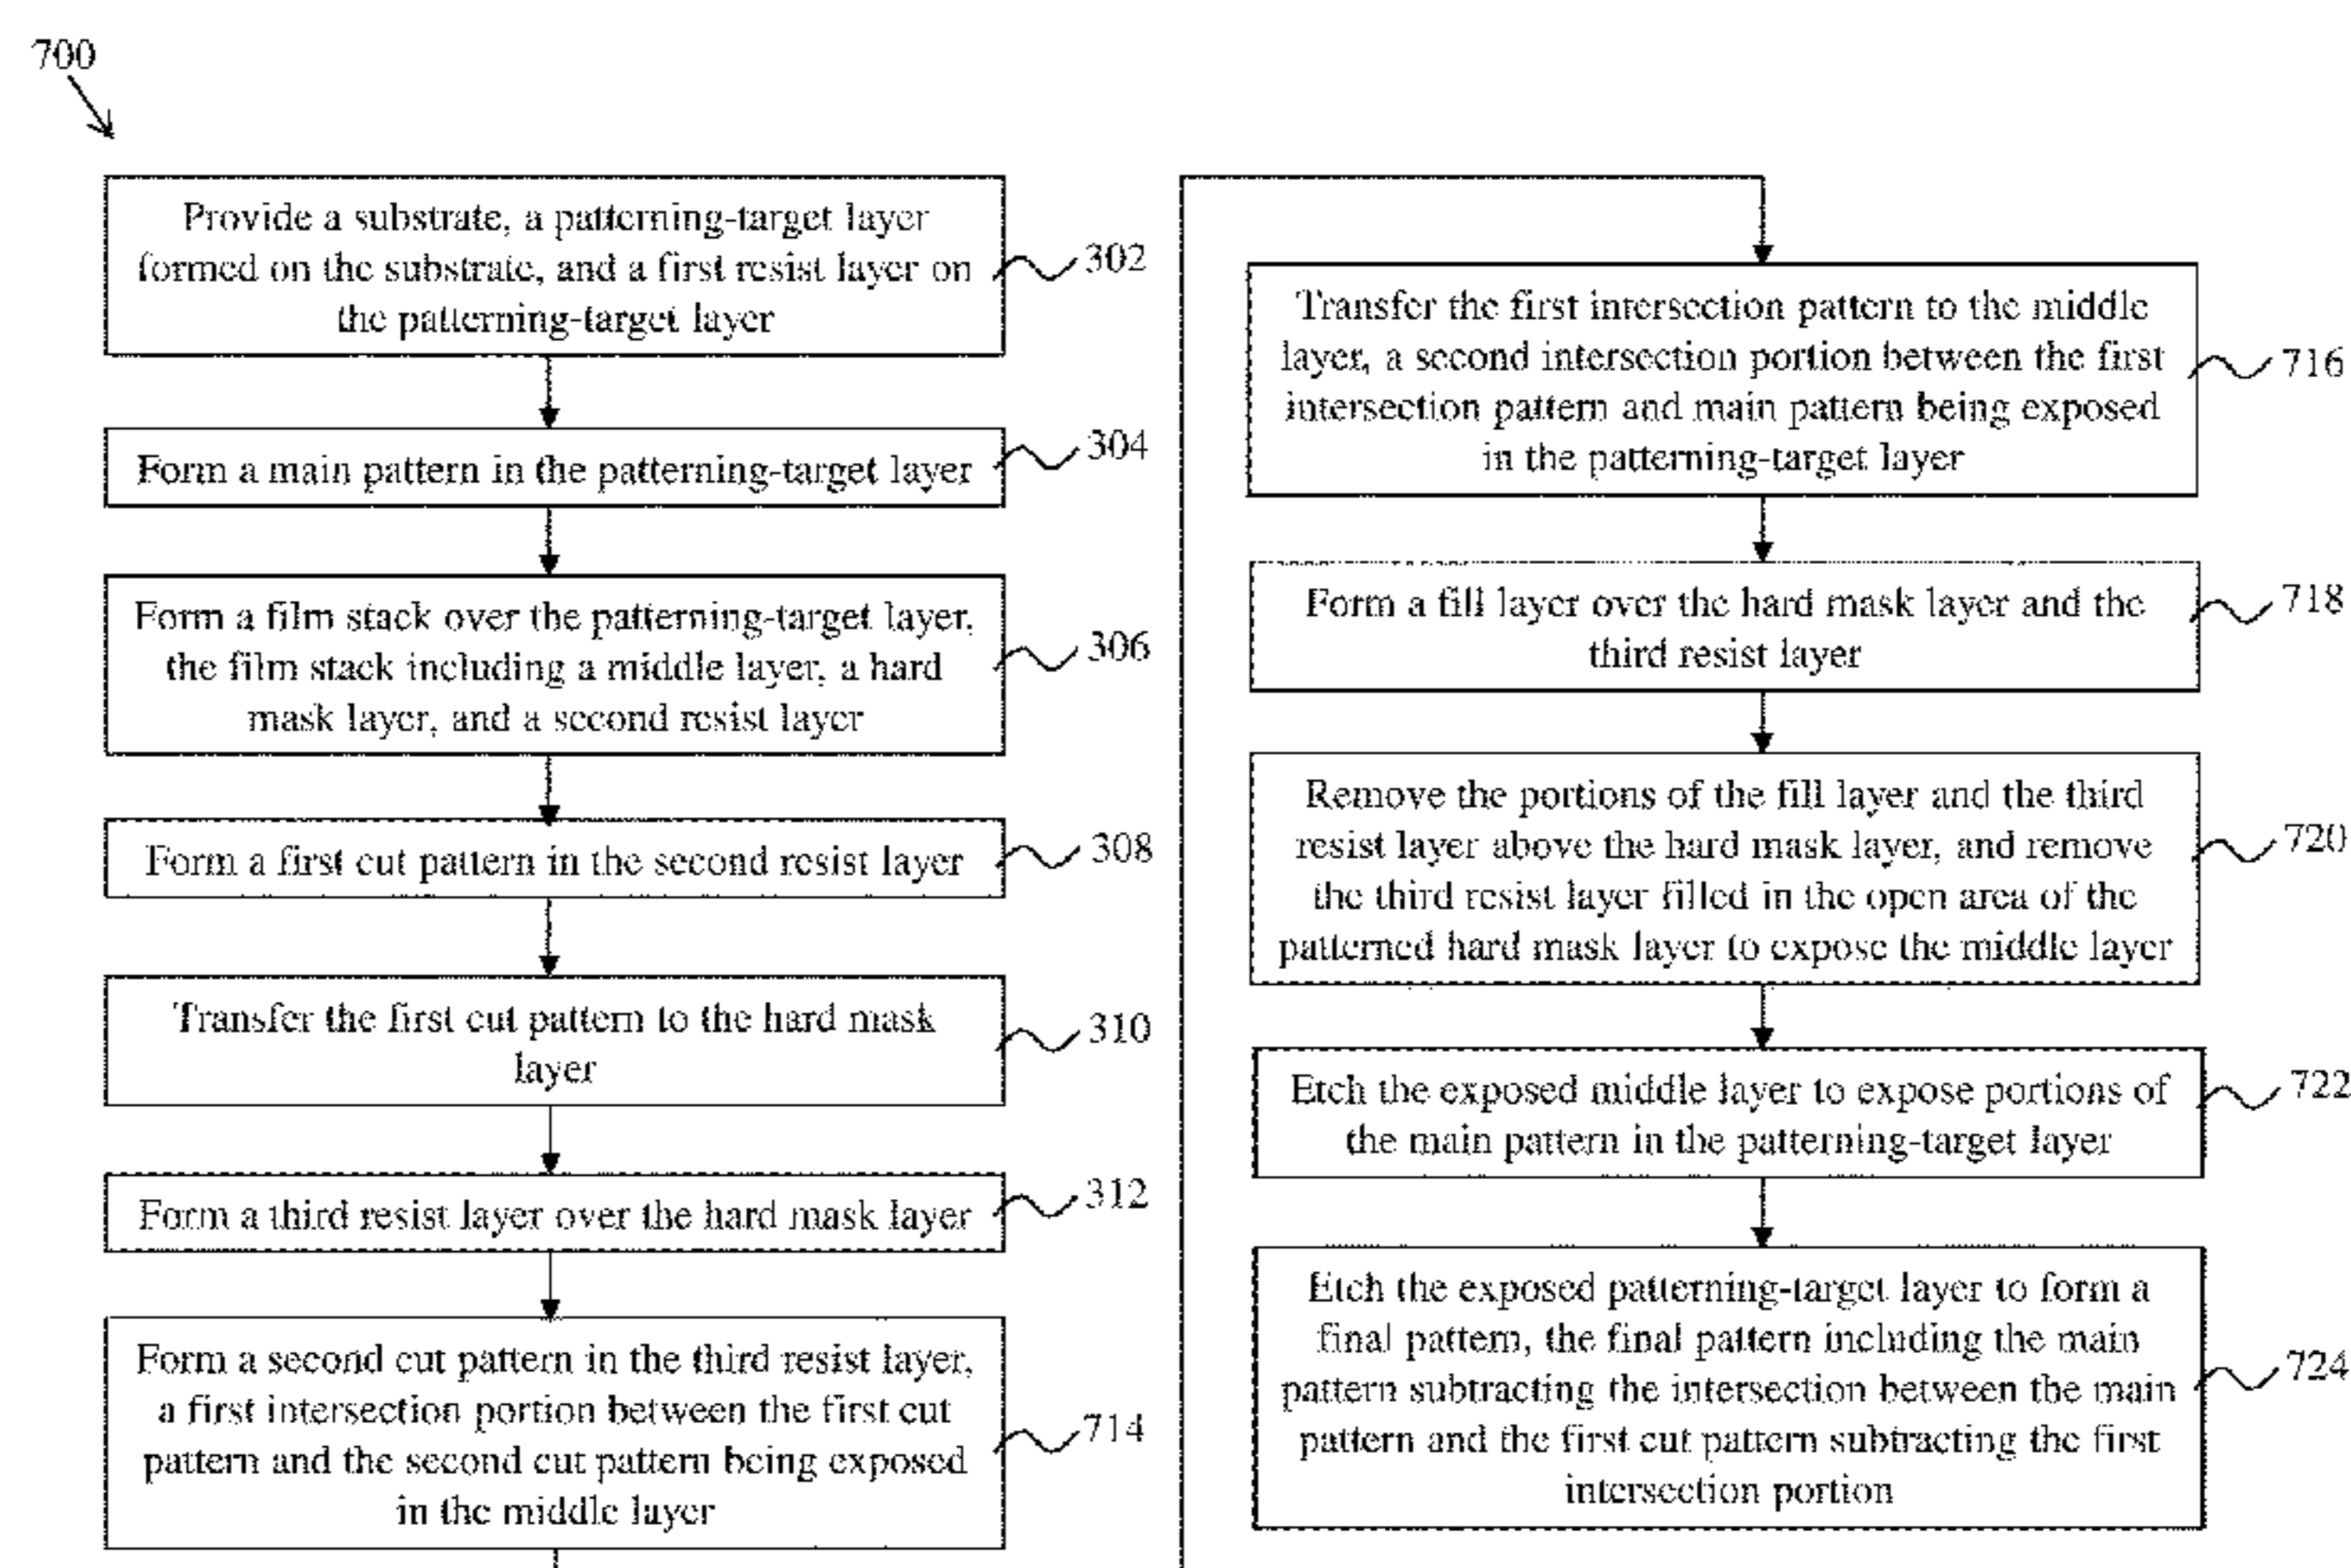 700
Provide a substrate, a patterning-target layer
formed on the substrate, and a first resist layer on
the patterning-target layer
302
Form a main pattern in the patterning-target layer
304
Form a film stack over the patterning-target layer,
the film stack including a middle layer, a hard
mask layer, and a second resist layer
306
Form a first cut pattern in the second resist layer
308
Transfer the first cut pattern to the hard mask
layer
310
Form a third resist layer over the hard mask layer
312
Form a second cut pattern in the third resist layer,
a first intersection portion between the first cut
pattern and the second cut pattern being exposed
in the middle layer
714
Transfer the first intersection pattern to the middle
layer, a second intersection portion between the first
intersection pattern and main pattern being exposed
in the patterning-target layer
716
Form a fill layer over the hard mask layer and the
third resist layer
718
Remove the portions of the fill layer and the third
resist layer above the hard mask layer, and remove
the third resist layer filled in the open area of the
patterned hard mask layer to expose the middle layer
720
Etch the exposed middle layer to expose portions of
the main pattern in the patterning-target layer
722
Etch the exposed patterning-target layer to form a
final pattern, the final pattern including the main
pattern subtracting the intersection between the main
pattern and the first cut pattern subtracting the first
intersection portion
724